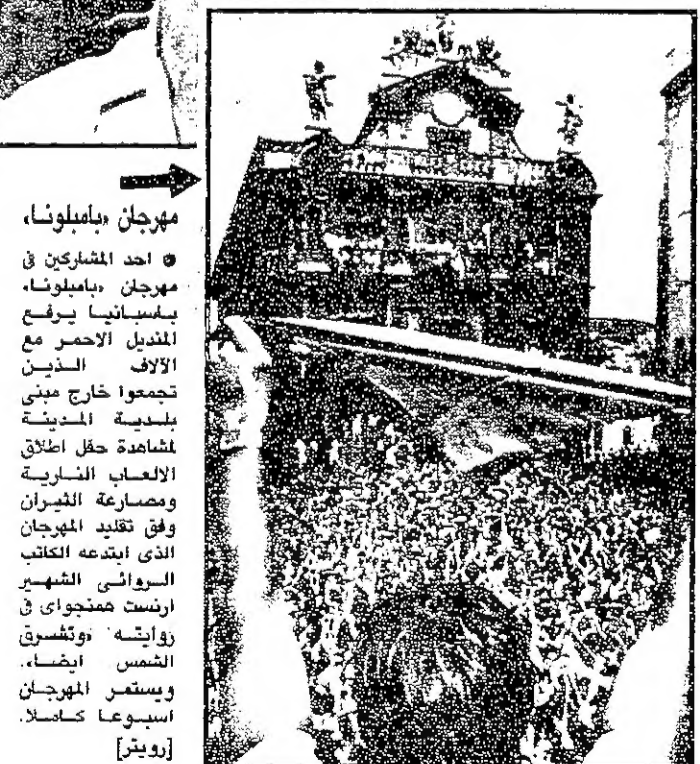 مهرجان «بامبلونا»
● احد المشاركين في
مهرجان «بامبلونا»
باسبانيا يرفع
المنديل الاحمر مع
الآلاف الذين
تجمعوا خارج مبنى
بلدية المدينة
لمشاهدة حفل اطلاق
الالعاب النارية
ومصارعة الثيران
وفق تقليد المهرجان
الذى ابتدعه الكاتب
الروائى الشهير
ارنست همنجواى في
روايته «وتشرق
الشمس ايضا».
ويستمر المهرجان
اسبوعا كاملا.
[رويتر]